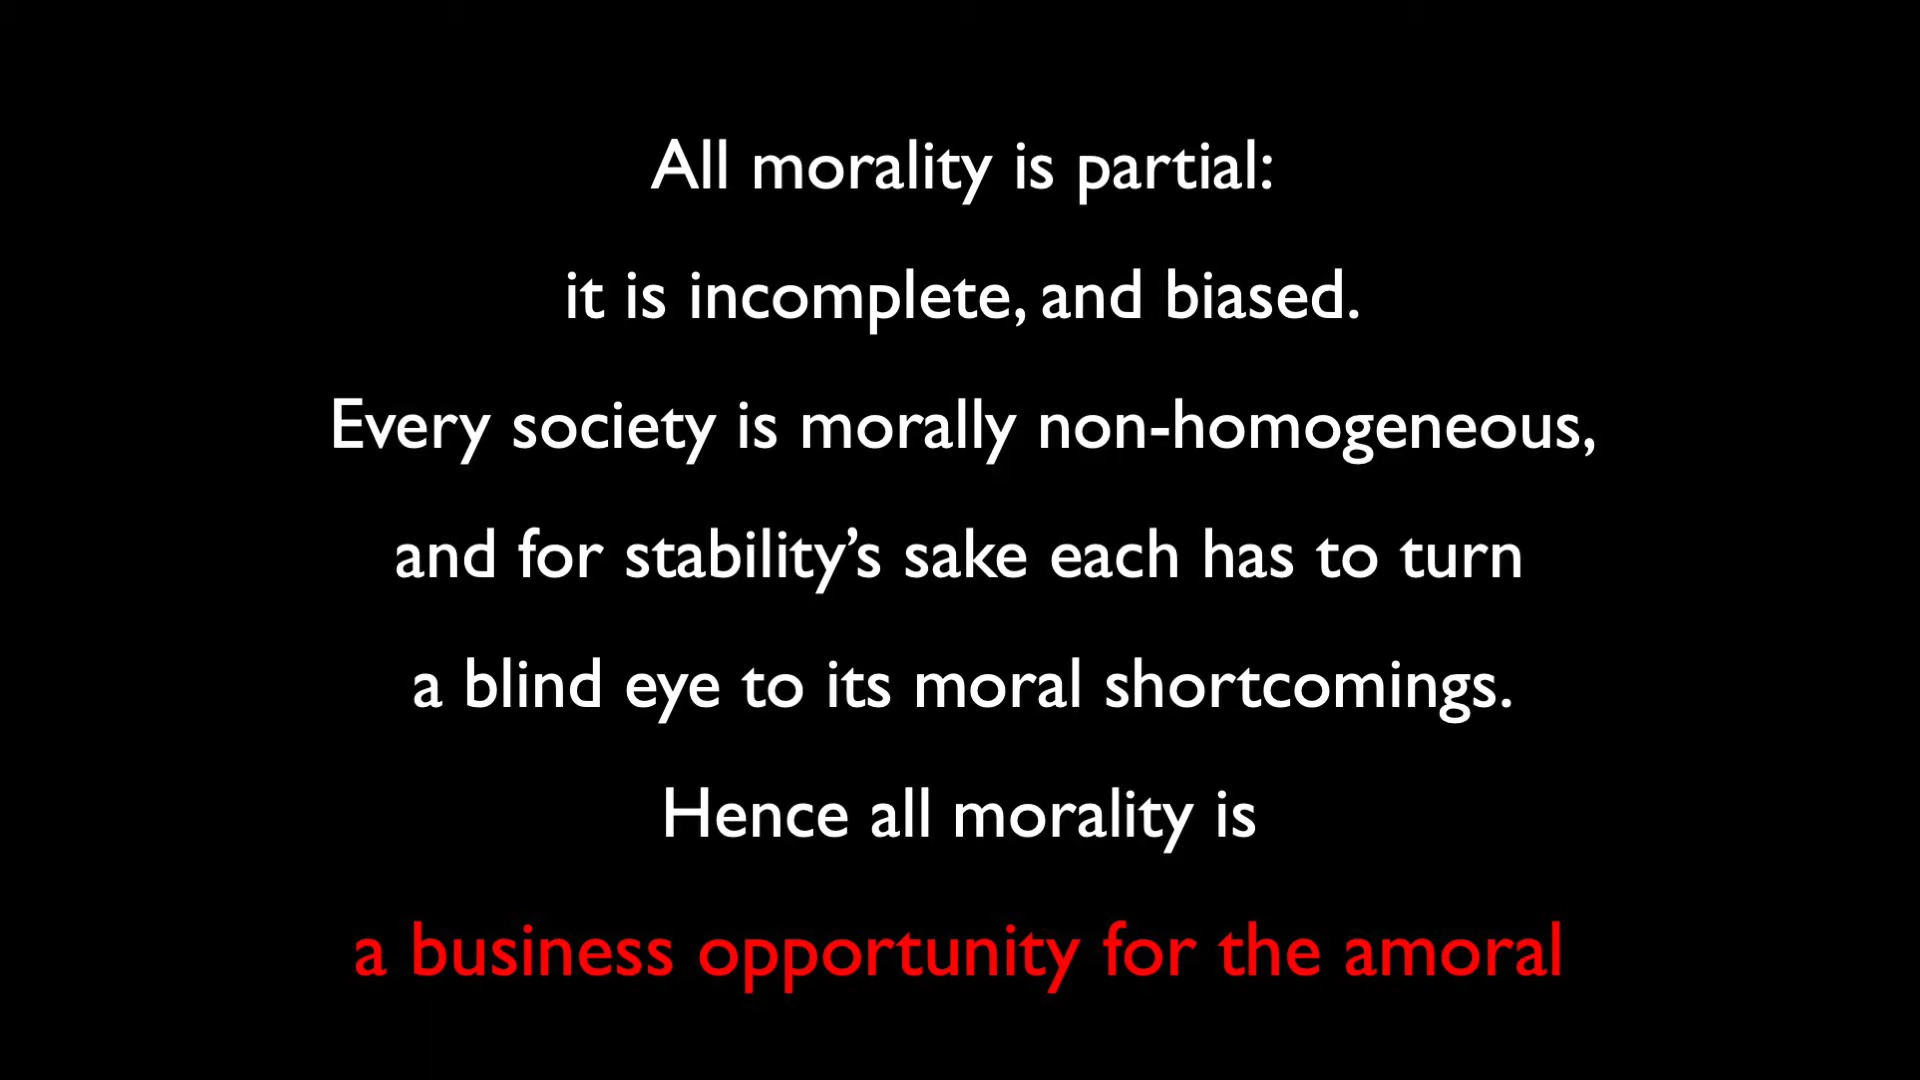 All morality is partial:
it is incomplete, and biased.
Every society is morally non-homogeneous,
and for stability’s sake each has to turn
a blind eye to its moral shortcomings.
Hence all morality is
a business opportunity for the amoral